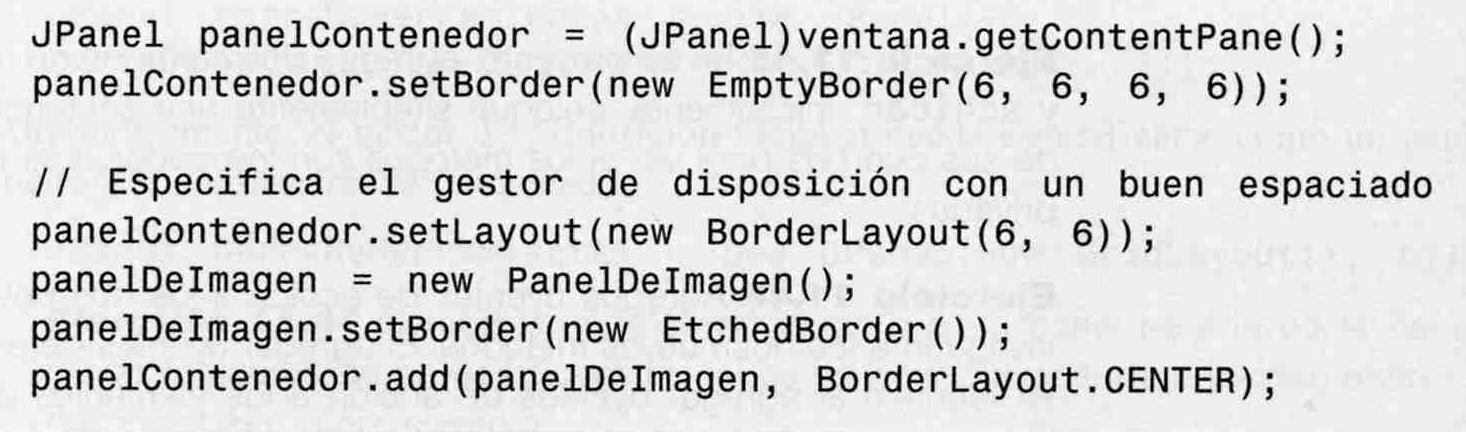 JPanel panelContenedor = (JPanel)ventana.getContentPane();
panelContenedor.setBorder(new EmptyBorder(6, 6, 6, 6));
// Especifica el gestor de disposición con un buen espaciado
panelContenedor.setLayout(new BorderLayout(6, 6));
panelDeImagen = new PanelDeImagen();
panelDeImagen.setBorder(new EtchedBorder());
panelContenedor.add(panelDeImagen, BorderLayout.CENTER);